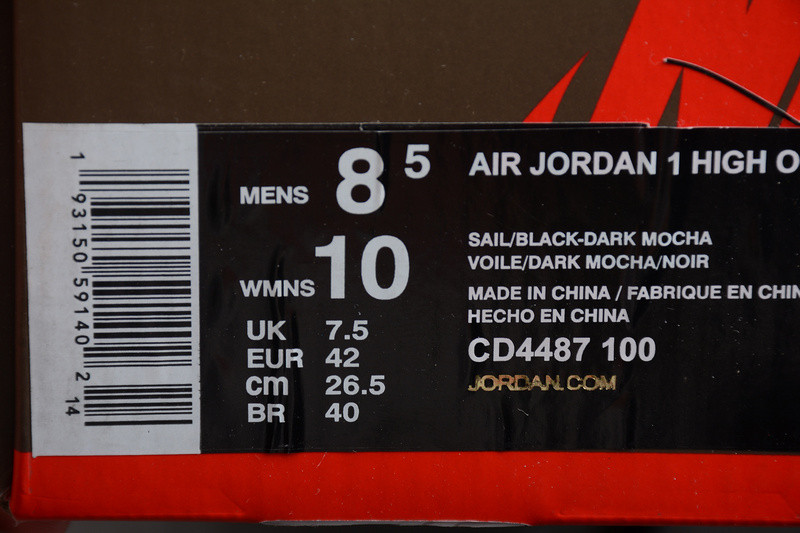 1 93150 59140 2
14
MENS 8 5
WMNS 10
UK 7.5
EUR 42
cm 26.5
BR 40
AIR JORDAN 1 HIGH O
SAIL/BLACK-DARK MOCHA
VOILE/DARK MOCHA/NOIR
MADE IN CHINA / FABRIQUE EN CHIN
HECHO EN CHINA
CD4487 100
JORDAN.COM